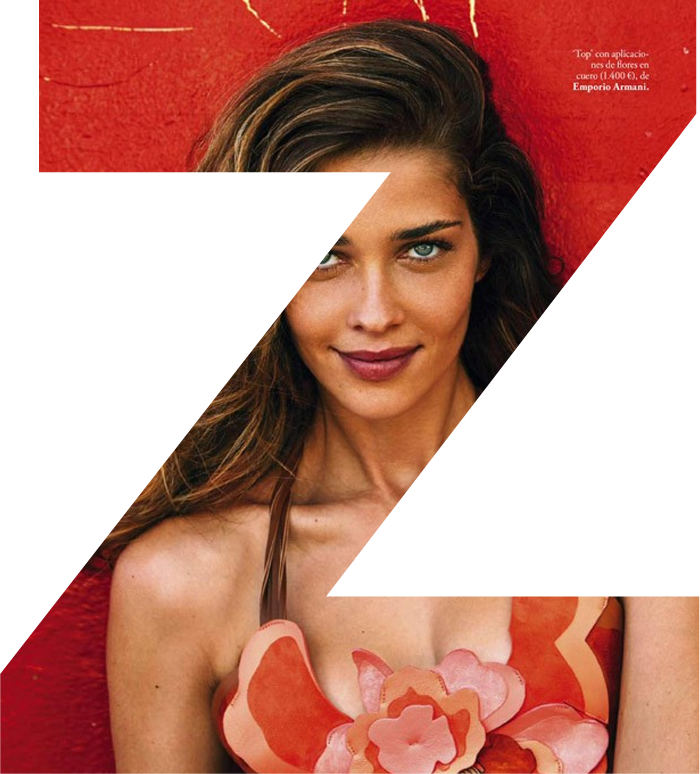 'Top' con aplicacio-
nes de flores en
cuero (1.400 €), de
Emporio Armani.